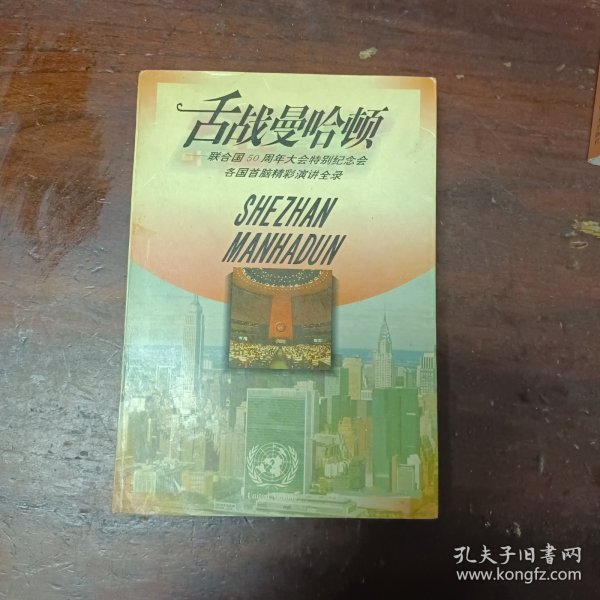 舌战曼哈顿
联合国50周年大会特别纪念会
各国首脑精彩演讲全录
SHEZHAN
MANHADUN
United Nations
孔夫子旧书网
www.kongfz.com